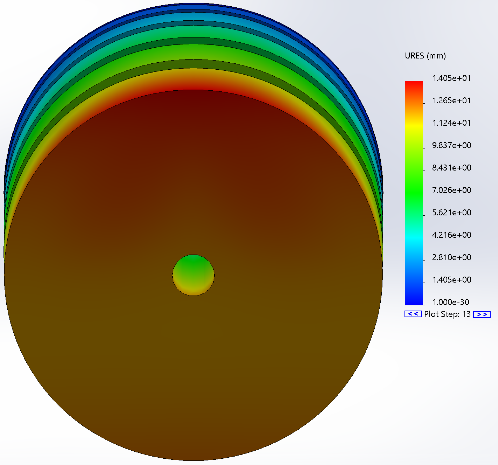 URES (mm)
1.405e+01
1.265e+01
1.124e+01
9.837e+00
8.431e+00
7.026e+00
5.621e+00
4.216e+00
2.810e+00
1.405e+00
1.000e-30
<< Plot Step: 13 >>